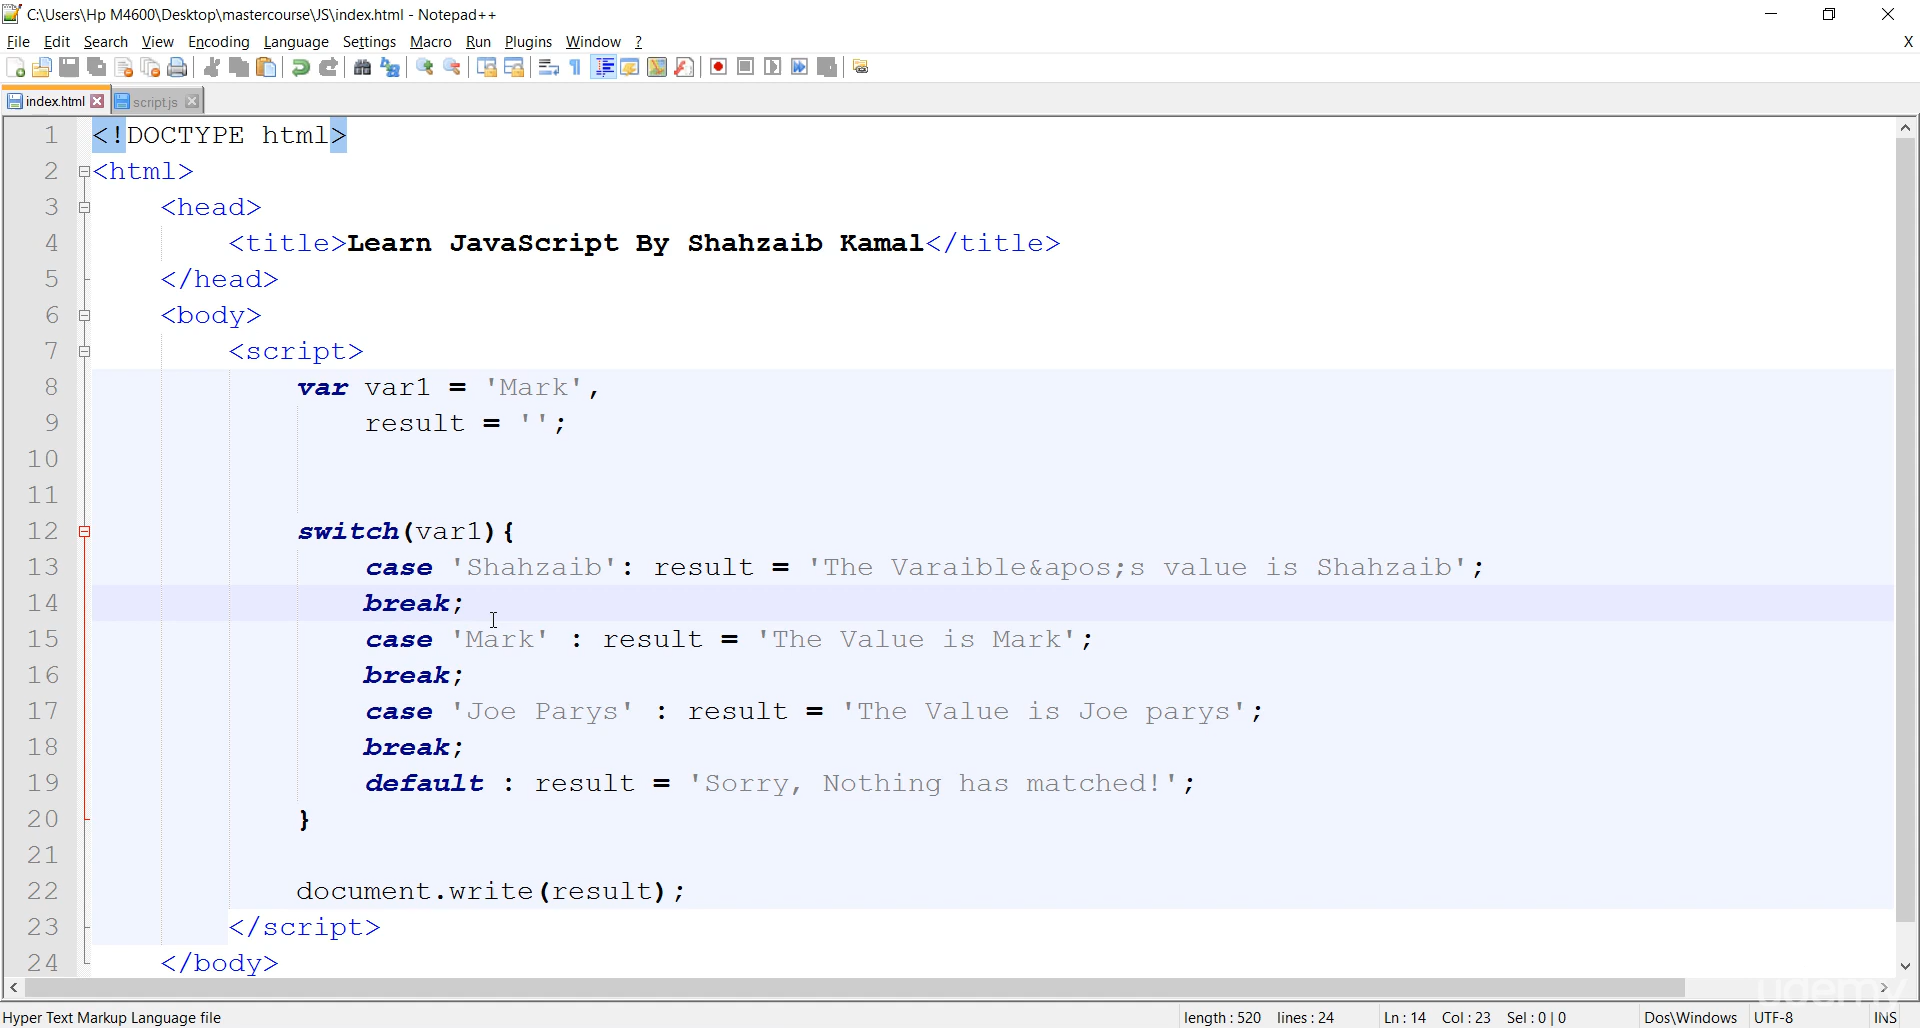 C:\Users\Hp M4600\Desktop\mastercourse\JS\index.html - Notepad++
File Edit Search View Encoding Language Settings Macro Run Plugins Window ? X
index.html script.js
1 <!DOCTYPE html>
2 <html>
3 <head>
4 <title>Learn JavaScript By Shahzaib Kamal</title>
5 </head>
6 <body>
7 <script>
8 var var1 = 'Mark',
9 result = '';
10
11
12 switch(var1){
13 case 'Shahzaib': result = 'The Varaible&apos;s value is Shahzaib';
14 break;
15 case 'Mark' : result = 'The Value is Mark';
16 break;
17 case 'Joe Parys' : result = 'The Value is Joe parys';
18 break;
19 default : result = 'Sorry, Nothing has matched!';
20 }
21
22 document.write(result);
23 </script>
24 </body>
udemy
Hyper Text Markup Language file length : 520 lines : 24 Ln : 14 Col : 23 Sel : 0 | 0 Dos\Windows UTF-8 INS